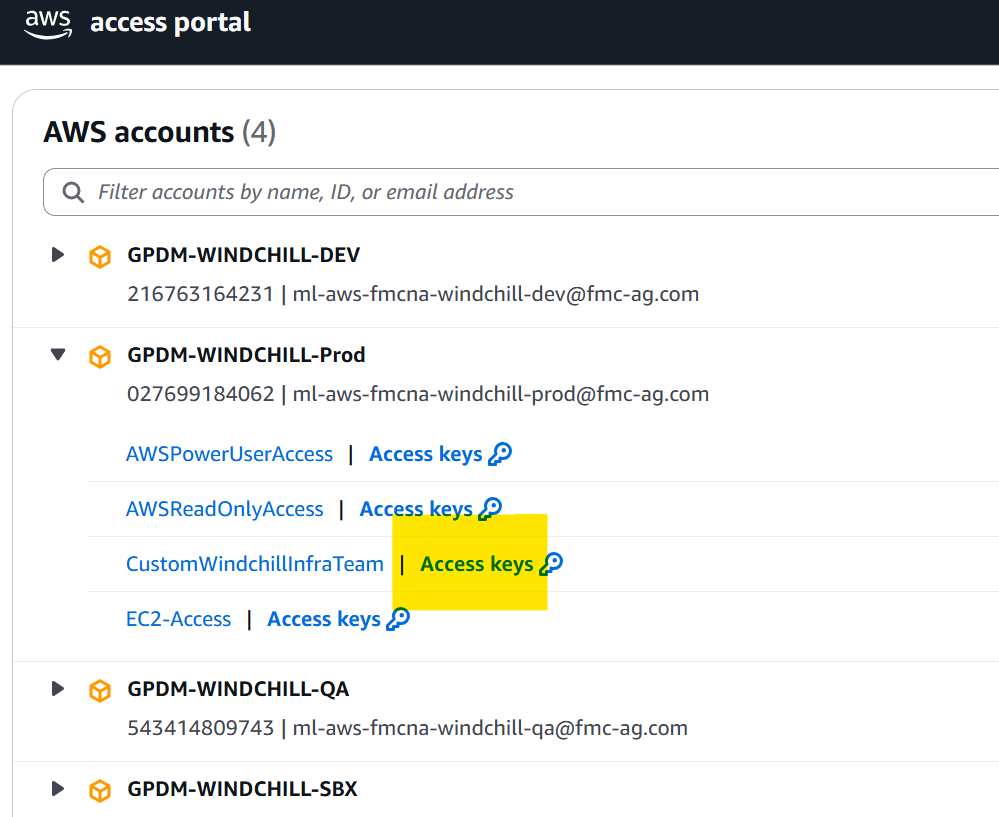 aws access portal
AWS accounts (4)
Filter accounts by name, ID, or email address
GPDM-WINDCHILL-DEV
216763164231 | ml-aws-fmcna-windchill-dev@fmc-ag.com
GPDM-WINDCHILL-Prod
027699184062 | ml-aws-fmcna-windchill-prod@fmc-ag.com
AWSPowerUserAccess | Access keys
AWSReadOnlyAccess | Access keys
CustomWindchillInfraTeam | Access keys
EC2-Access | Access keys
GPDM-WINDCHILL-QA
543414809743 | ml-aws-fmcna-windchill-qa@fmc-ag.com
GPDM-WINDCHILL-SBX